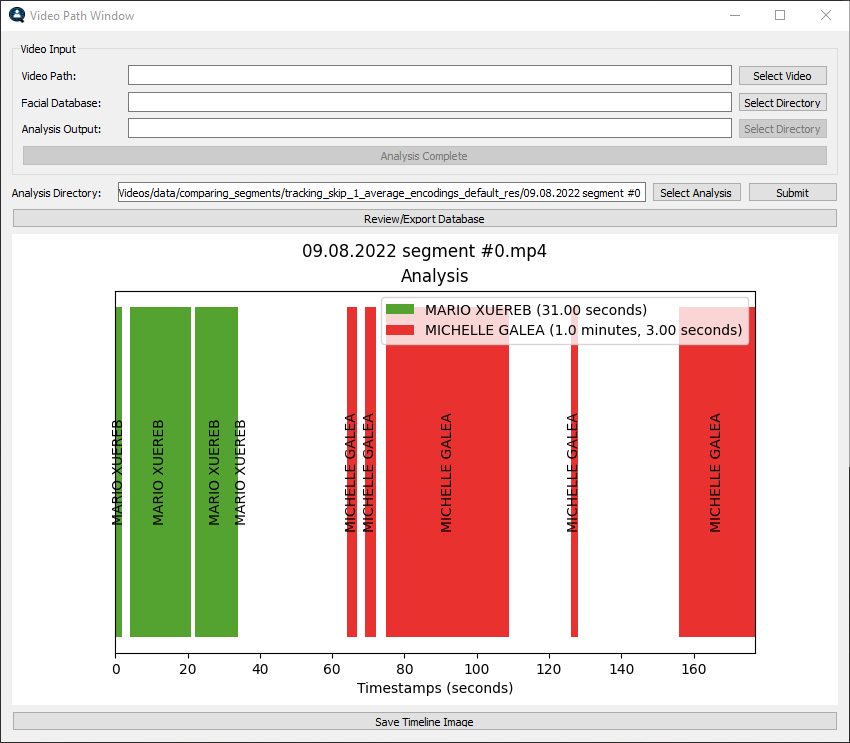 Video Path Window
Video Input
Video Path:
Select Video
Facial Database:
Select Directory
Analysis Output:
Select Directory
Analysis Complete
Analysis Directory:
Videos/data/comparing_segments/tracking_skip_1_average_encodings_default_res/09.08.2022 segment #0
Select Analysis
Submit
Review/Export Database
09.08.2022 segment #0.mp4
Analysis
MARIO XUEREB (31.00 seconds)
MICHELLE GALEA (1.0 minutes, 3.00 seconds)
MARIO XUEREB
MARIO XUEREB
MARIO XUEREB
MARIO XUEREB
MICHELLE GALEA
MICHELLE GALEA
MICHELLE GALEA
MICHELLE GALEA
MICHELLE GALEA
0 20 40 60 80 100 120 140 160
Timestamps (seconds)
Save Timeline Image